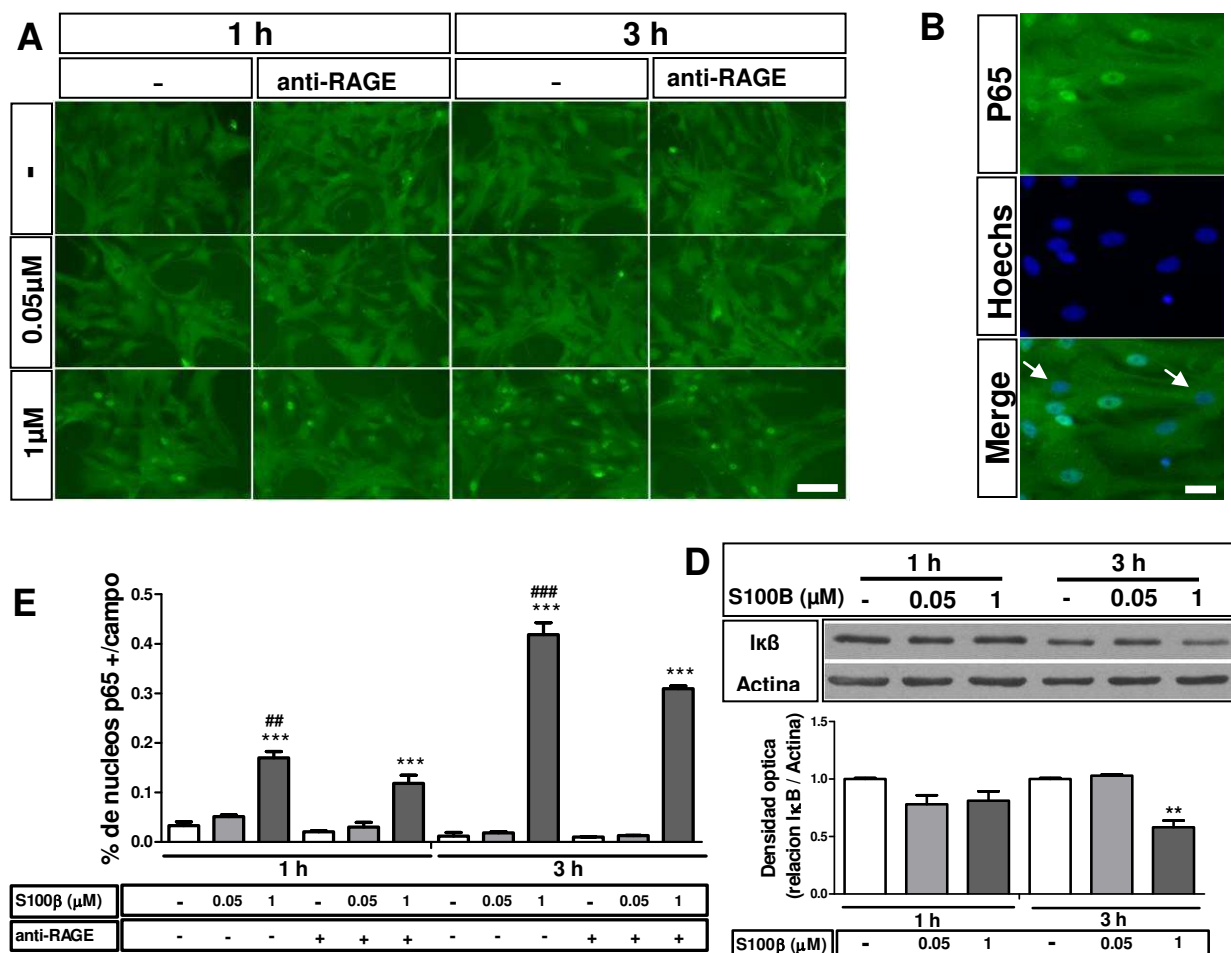 A
1 h
3 h
-
anti-RAGE
-
anti-RAGE
-
0.05µM
1µM
B
P65
Hoechs
Merge
E
% de nucleos p65 +/campo
0.5
0.4
0.3
0.2
0.1
0.0
##
***
***
###
***
***
1 h
3 h
S100β (µM)
- 0.05 1 - 0.05 1 - 0.05 1 - 0.05 1
anti-RAGE
- - - + + + - - - + + +
D
1 h
3 h
S100B (µM) - 0.05 1 - 0.05 1
Iκß
Actina
Densidad optica
(relacion IκB / Actina)
1.5
1.0
0.5
0.0
**
1 h
3 h
S100β (µM) - 0.05 1 - 0.05 1